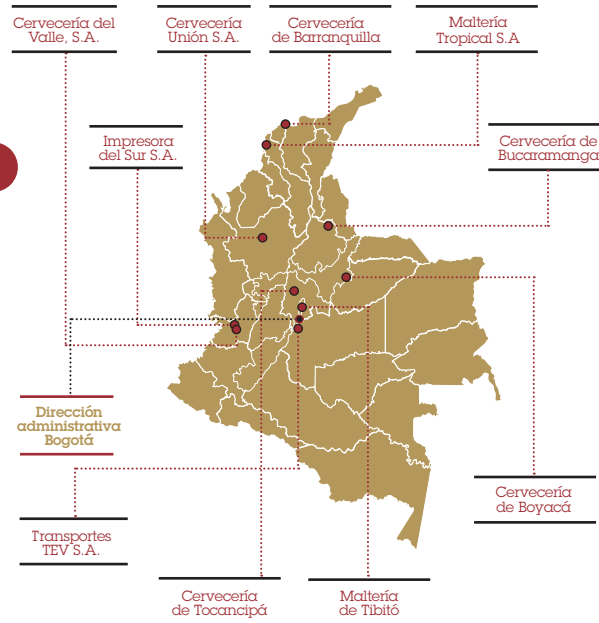 Cervecería del
Valle, S.A.
Cervecería
Unión S.A.
Cervecería
de Barranquilla
Maltería
Tropical S.A
Impresora
del Sur S.A.
Cervecería de
Bucaramanga
Dirección
administrativa
Bogotá
Cervecería
de Boyacá
Transportes
TEV S.A.
Cervecería
de Tocancipá
Maltería
de Tibitó